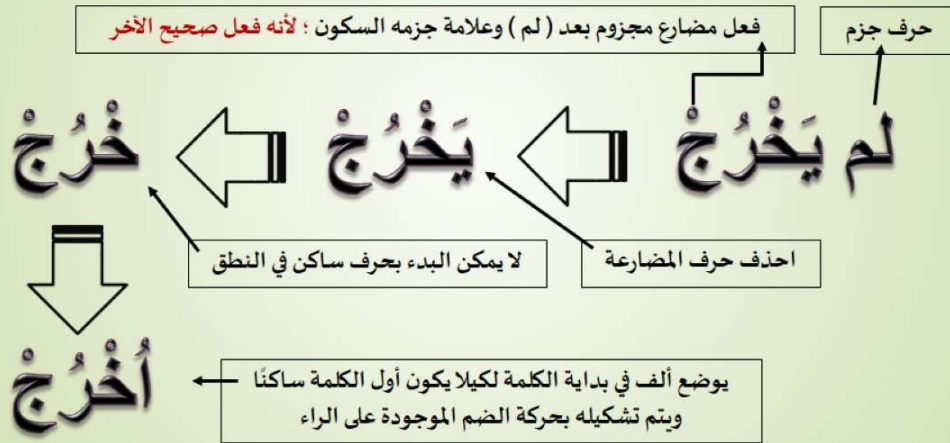 حرف جزم
فعل مضارع مجزوم بعد ( لم ) وعلامة جزمه السكون ؛ لأنه فعل صحيح الآخر
لم يَخْرُجْ
يَخْرُجْ
خْرُجْ
احذف حرف المضارعة
لا يمكن البدء بحرف ساكن في النطق
اُخْرُجْ
يوضع ألف في بداية الكلمة لكيلا يكون أول الكلمة ساكنًا
ويتم تشكيله بحركة الضم الموجودة على الراء